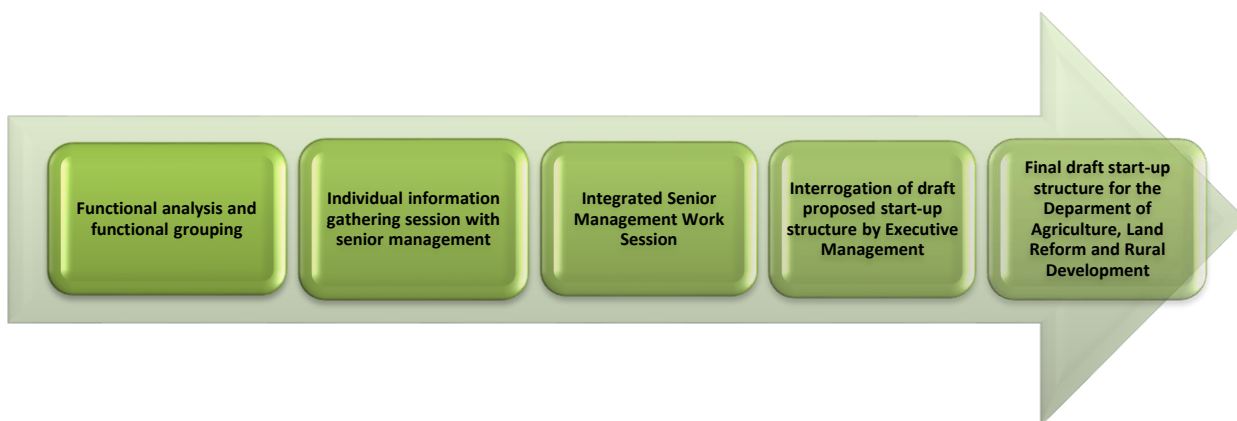 Functional analysis and
functional grouping
Individual information
gathering session with
senior management
Integrated Senior
Management Work
Session
Interrogation of draft
proposed start-up
structure by Executive
Management
Final draft start-up
structure for the
Deparment of
Agriculture, Land
Reform and Rural
Development